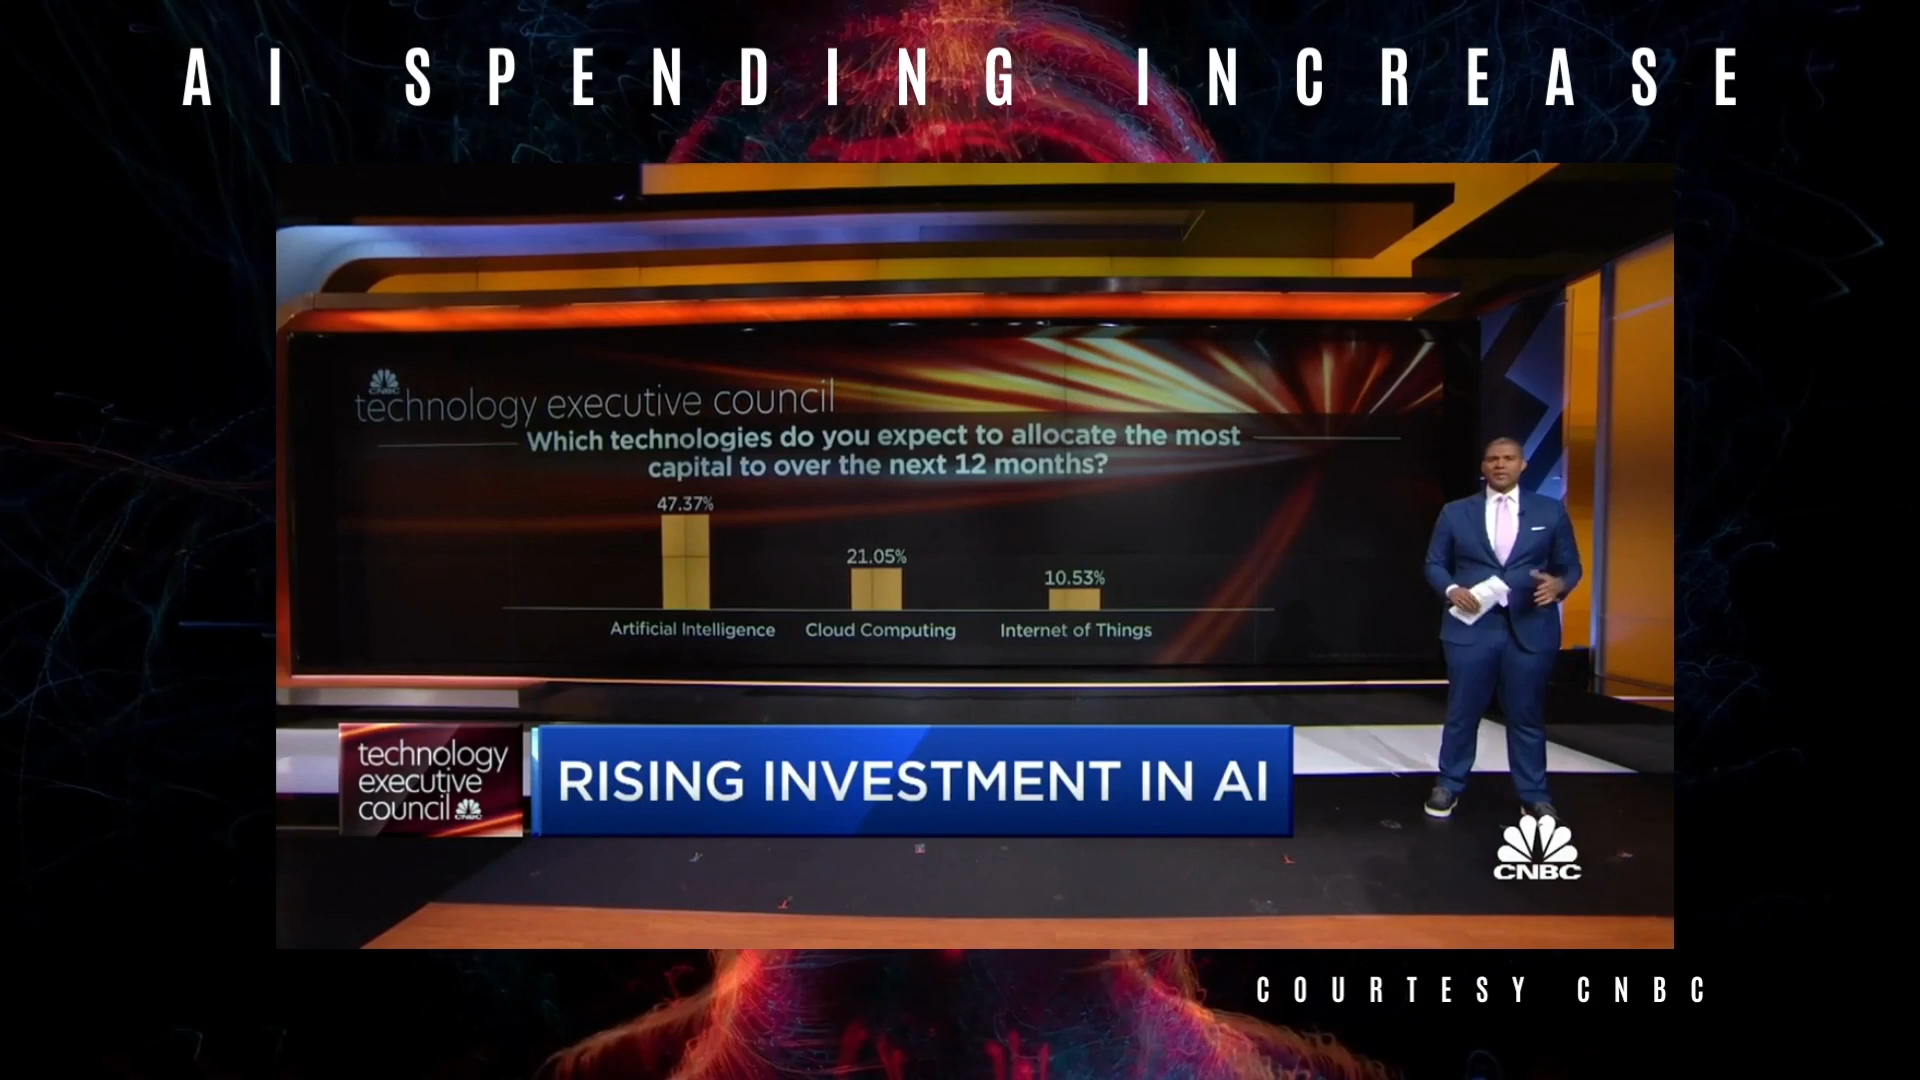 AI SPENDING INCREASE
CNBC
technology executive council
Which technologies do you expect to allocate the most
capital to over the next 12 months?
47.37%
21.05%
10.53%
Artificial Intelligence
Cloud Computing
Internet of Things
technology
executive
council
CNBC
RISING INVESTMENT IN AI
CNBC
COURTESY CNBC